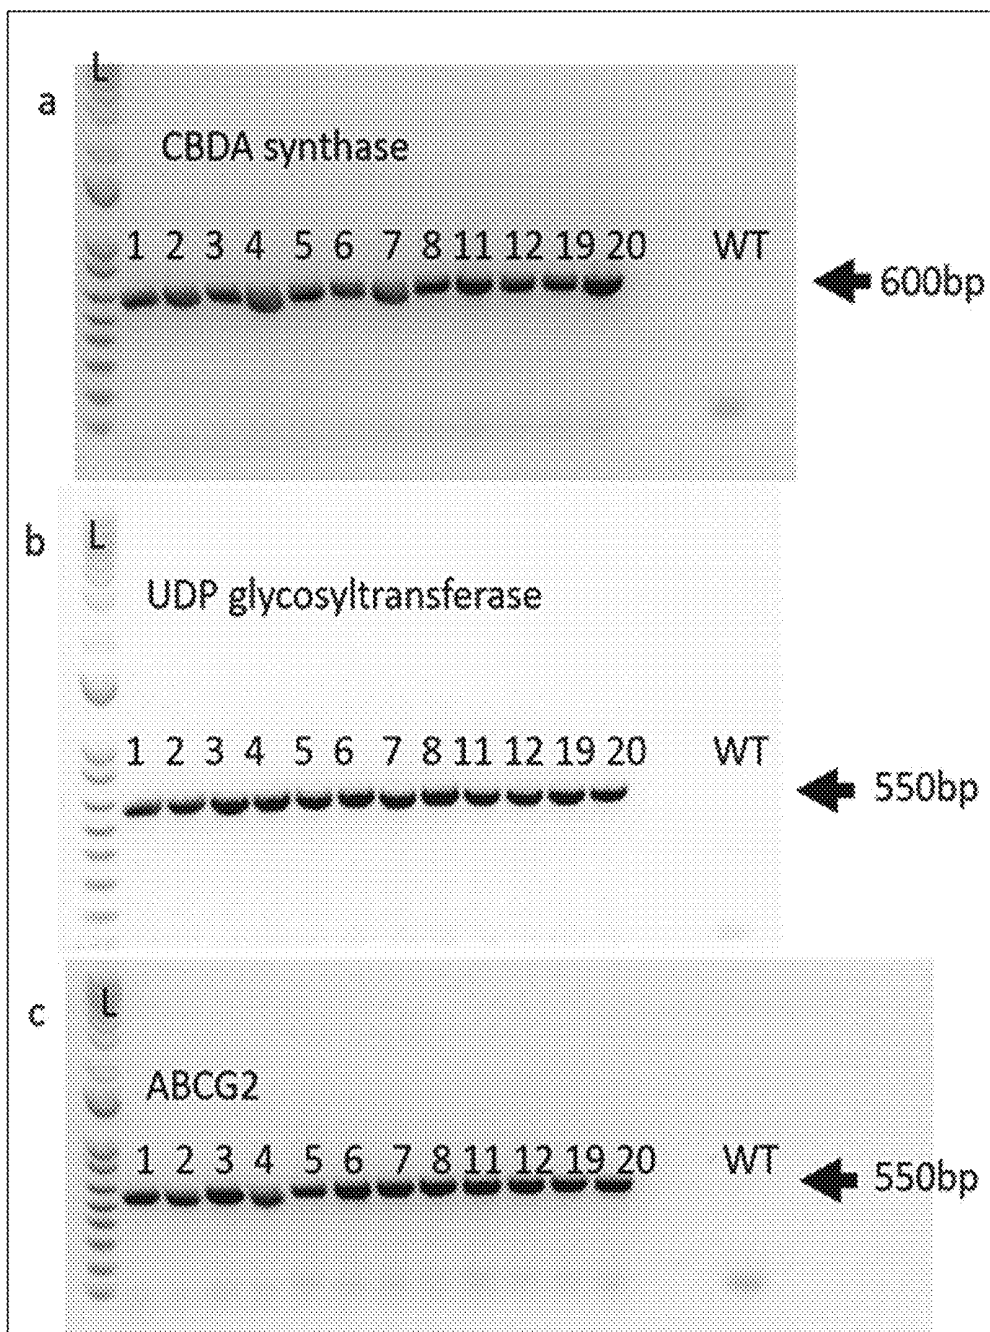 a
L
CBDA synthase
1 2 3 4 5 6 7 8 11 12 19 20 WT
600bp
b
L
UDP glycosyltransferase
1 2 3 4 5 6 7 8 11 12 19 20 WT
550bp
c
L
ABCG2
1 2 3 4 5 6 7 8 11 12 19 20 WT
550bp